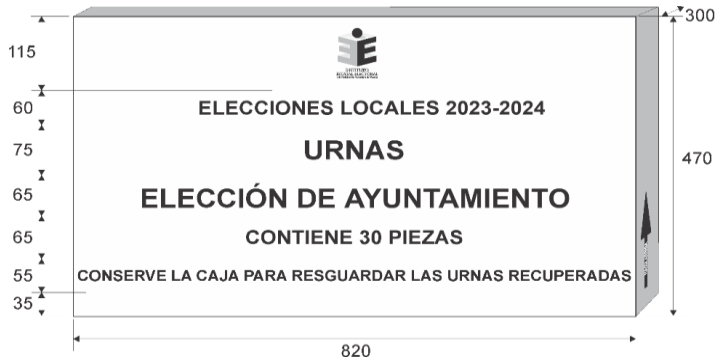 300
115
ELECCIONES LOCALES 2023-2024
60
URNAS
75
470
ELECCIÓN DE AYUNTAMIENTO
65
CONTIENE 30 PIEZAS
65
CONSERVE LA CAJA PARA RESGUARDAR LAS URNAS RECUPERADAS
55
35
820